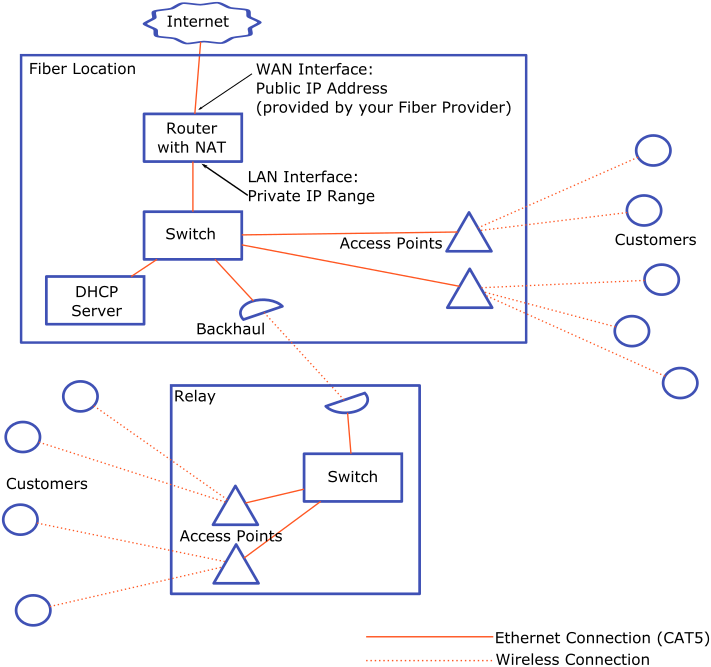 Internet
Fiber Location
WAN Interface:
Public IP Address
(provided by your Fiber Provider)
Router
with NAT
LAN Interface:
Private IP Range
Switch
Access Points
Customers
DHCP
Server
Backhaul
Relay
Switch
Customers
Access Points
Ethernet Connection (CAT5)
Wireless Connection